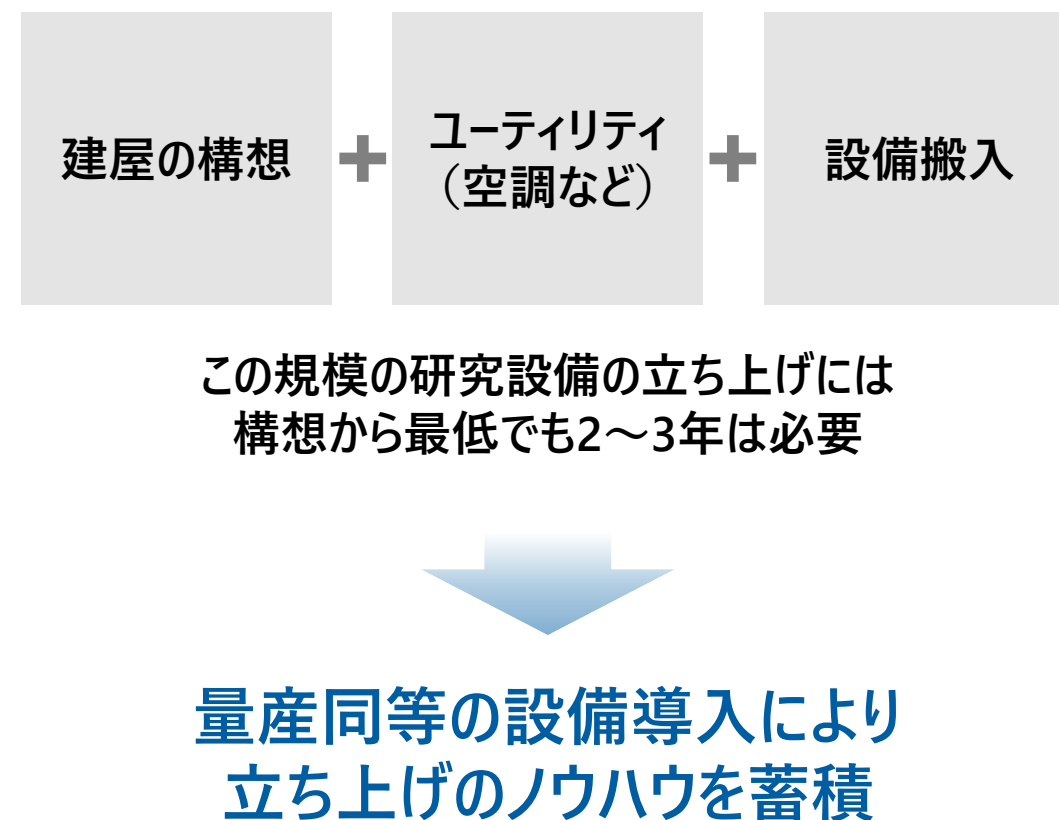 建屋の構想
ユーティリティ
（空調など）
設備搬入
この規模の研究設備の立ち上げには
構想から最低でも2～3年は必要
量産同等の設備導入により
立ち上げのノウハウを蓄積